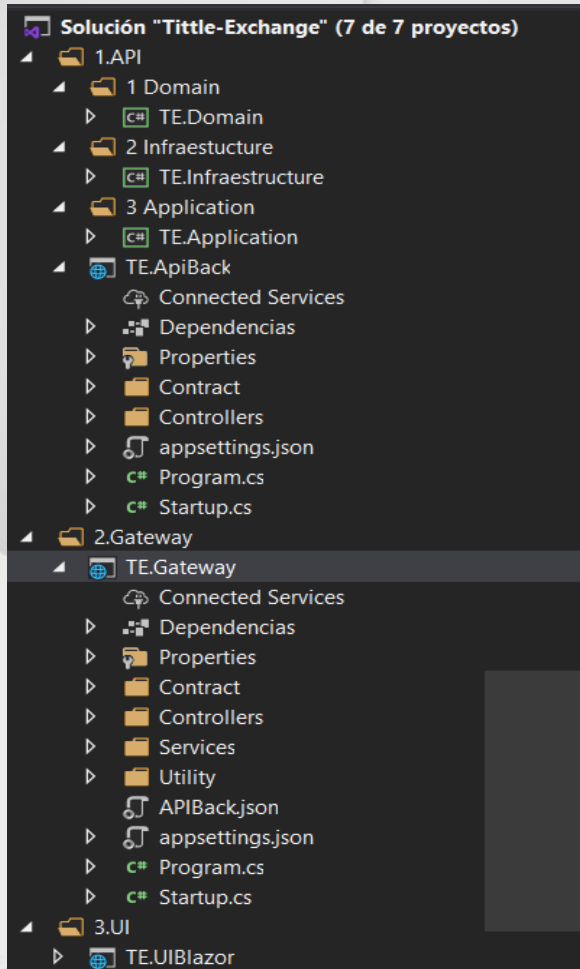 Solución "Tittle-Exchange" (7 de 7 proyectos)
1.API
1 Domain
C# TE.Domain
2 Infraestucture
C# TE.Infraestructure
3 Application
C# TE.Application
TE.ApiBack
Connected Services
Dependencias
Properties
Contract
Controllers
appsettings.json
C# Program.cs
C# Startup.cs
2.Gateway
TE.Gateway
Connected Services
Dependencias
Properties
Contract
Controllers
Services
Utility
APIBack.json
appsettings.json
C# Program.cs
C# Startup.cs
3.UI
TE.UIBlazor